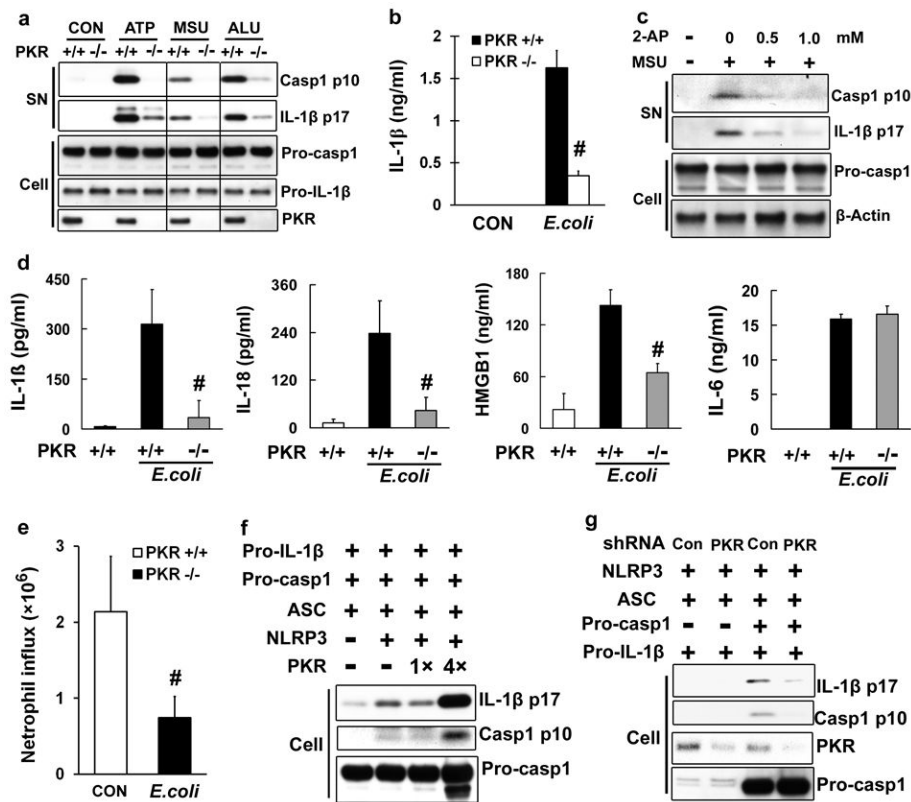 a
CON ATP MSU ALU
PKR +/+ -/- +/+ -/- +/+ -/- +/+ -/-
SN
Casp1 p10
IL-1β p17
Cell
Pro-casp1
Pro-IL-1β
PKR
b
IL-1β (ng/ml)
2
1.6
1.2
0.8
0.4
0
PKR +/+
PKR -/-
#
CON E.coli
c
2-AP - 0 0.5 1.0 mM
MSU - + + +
SN
Casp1 p10
IL-1β p17
Cell
Pro-casp1
β-Actin
d
IL-1ß (pg/ml)
450
300
150
0
#
PKR +/+ +/+ -/-
E.coli
IL-18 (pg/ml)
360
240
120
0
#
PKR +/+ +/+ -/-
E.coli
HMGB1 (ng/ml)
180
120
60
0
#
PKR +/+ +/+ -/-
E.coli
IL-6 (ng/ml)
20
15
10
5
0
PKR +/+ +/+ -/-
E.coli
e
Netrophil influx (×10⁶)
3
2
1
0
PKR +/+
PKR -/-
#
CON E.coli
f
Pro-IL-1β + + + +
Pro-casp1 + + + +
ASC + + + +
NLRP3 - + + +
PKR - - 1× 4×
Cell
IL-1β p17
Casp1 p10
Pro-casp1
g
shRNA Con PKR Con PKR
NLRP3 + + + +
ASC + + + +
Pro-casp1 - - + +
Pro-IL-1β + + + +
Cell
IL-1β p17
Casp1 p10
PKR
Pro-casp1